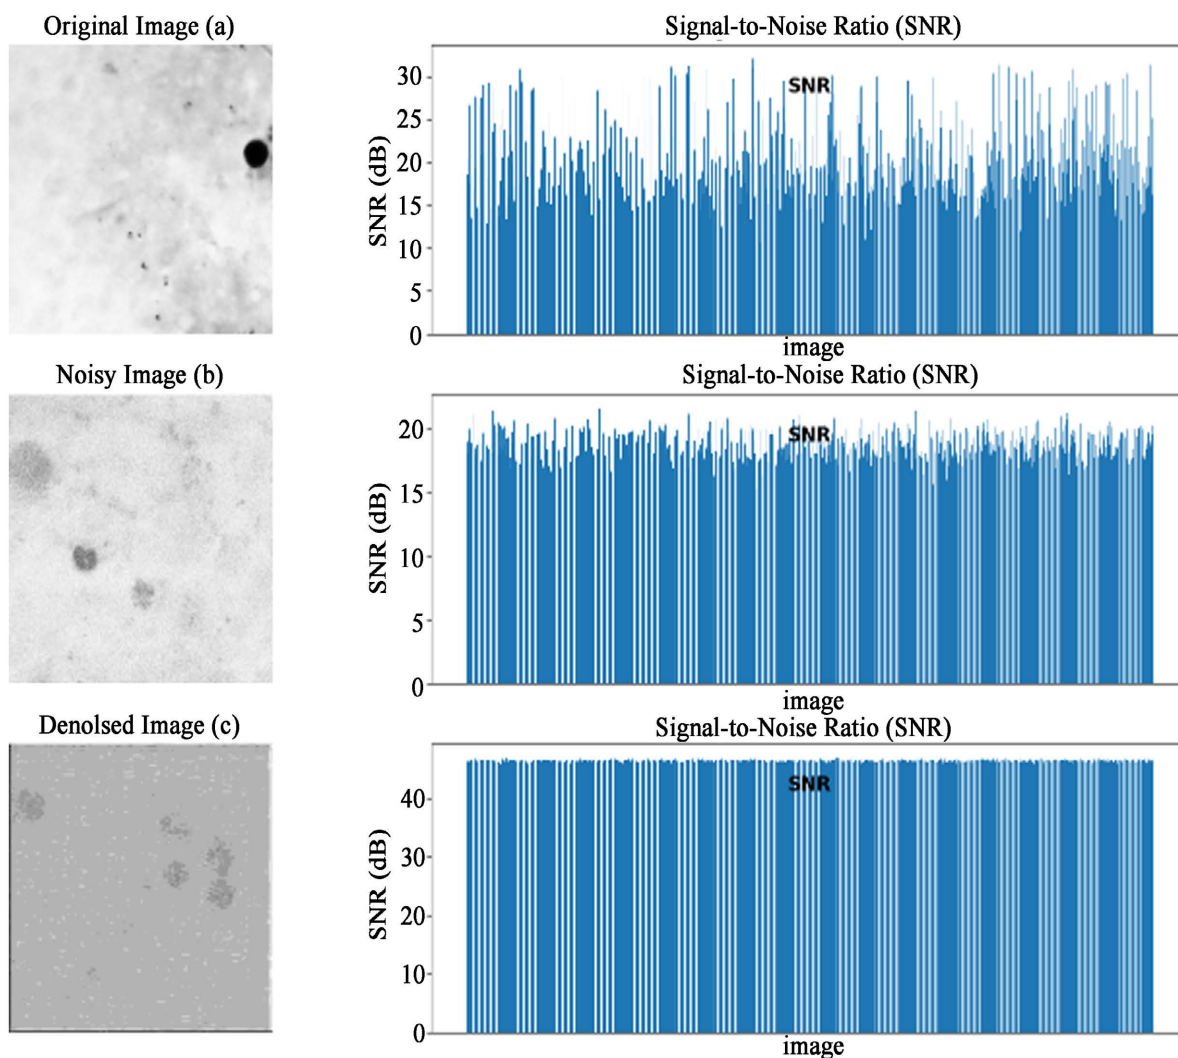 Original Image (a)
Signal-to-Noise Ratio (SNR)
SNR (dB)
30
25
20
15
10
5
0
SNR
image
Noisy Image (b)
Signal-to-Noise Ratio (SNR)
SNR (dB)
20
15
10
5
0
SNR
image
Denolsed Image (c)
Signal-to-Noise Ratio (SNR)
SNR (dB)
40
30
20
10
0
SNR
image